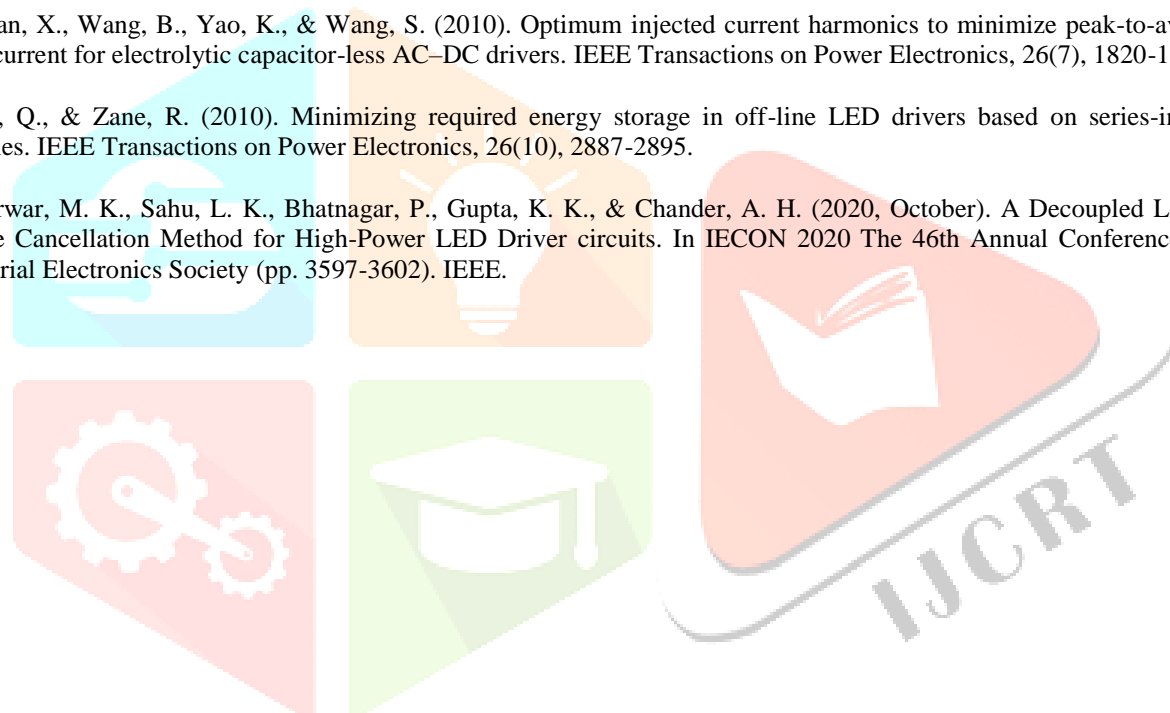 an, X., Wang, B., Yao, K., & Wang, S. (2010). Optimum injected current harmonics to minimize peak-to-av
current for electrolytic capacitor-less AC–DC drivers. IEEE Transactions on Power Electronics, 26(7), 1820-1
, Q., & Zane, R. (2010). Minimizing required energy storage in off-line LED drivers based on series-in
es. IEEE Transactions on Power Electronics, 26(10), 2887-2895.
rwar, M. K., Sahu, L. K., Bhatnagar, P., Gupta, K. K., & Chander, A. H. (2020, October). A Decoupled L
e Cancellation Method for High-Power LED Driver circuits. In IECON 2020 The 46th Annual Conference
rial Electronics Society (pp. 3597-3602). IEEE.
IJCRT